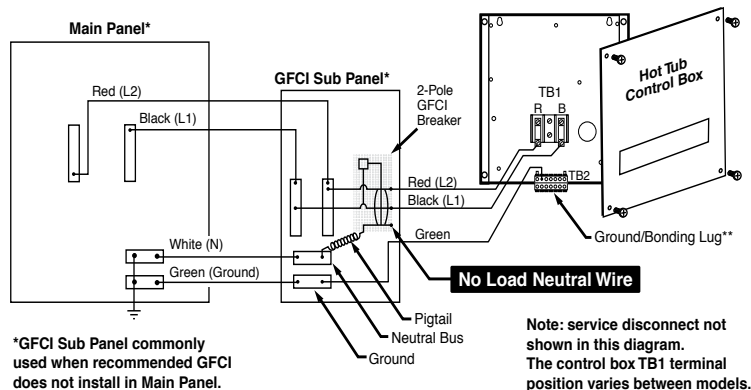 Main Panel*
GFCI Sub Panel*
2-Pole
GFCI
Breaker
Hot Tub
Control Box
TB1
R B
TB2
Red (L2)
Black (L1)
Red (L2)
Black (L1)
Green
Ground/Bonding Lug**
White (N)
Green (Ground)
No Load Neutral Wire
Pigtail
Neutral Bus
Ground
*GFCI Sub Panel commonly
used when recommended GFCI
does not install in Main Panel.
Note: service disconnect not
shown in this diagram.
The control box TB1 terminal
position varies between models.